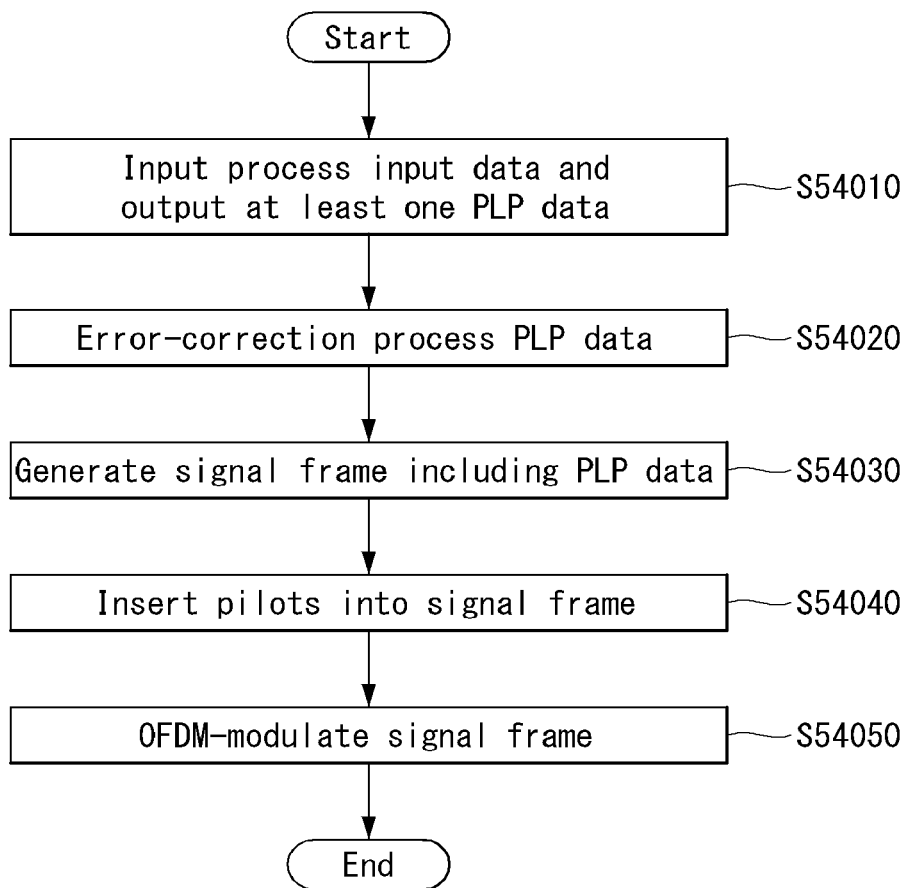 Start
Input process input data and
output at least one PLP data
S54010
Error-correction process PLP data
S54020
Generate signal frame including PLP data
S54030
Insert pilots into signal frame
S54040
OFDM-modulate signal frame
S54050
End